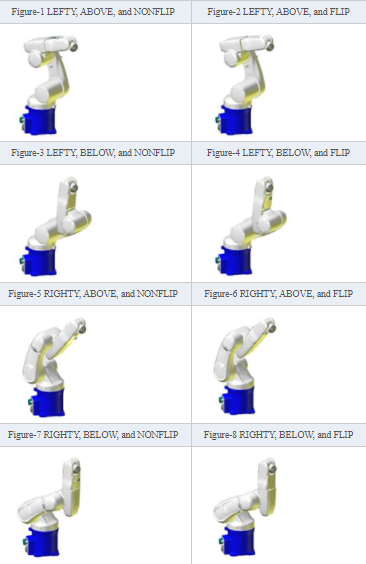 Figure-1 LEFTY, ABOVE, and NONFLIP
Figure-2 LEFTY, ABOVE, and FLIP
Figure-3 LEFTY, BELOW, and NONFLIP
Figure-4 LEFTY, BELOW, and FLIP
Figure-5 RIGHTY, ABOVE, and NONFLIP
Figure-6 RIGHTY, ABOVE, and FLIP
Figure-7 RIGHTY, BELOW, and NONFLIP
Figure-8 RIGHTY, BELOW, and FLIP